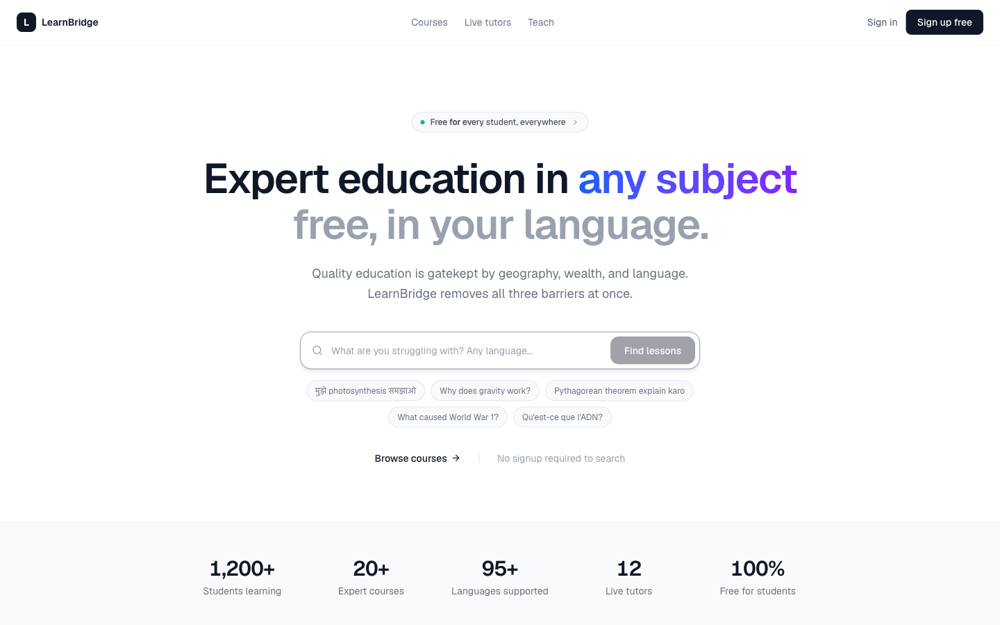 L LearnBridge
Courses Live tutors Teach
Sign in Sign up free
Free for every student, everywhere
Expert education in any subject
free, in your language.
Quality education is gatekept by geography, wealth, and language.
LearnBridge removes all three barriers at once.
What are you struggling with? Any language... Find lessons
मुझे photosynthesis समझाओ Why does gravity work? Pythagorean theorem explain karo
What caused World War 1? Qu'est-ce que l'ADN?
Browse courses → No signup required to search
1,200+ 20+ 95+ 12 100%
Students learning Expert courses Languages supported Live tutors Free for students